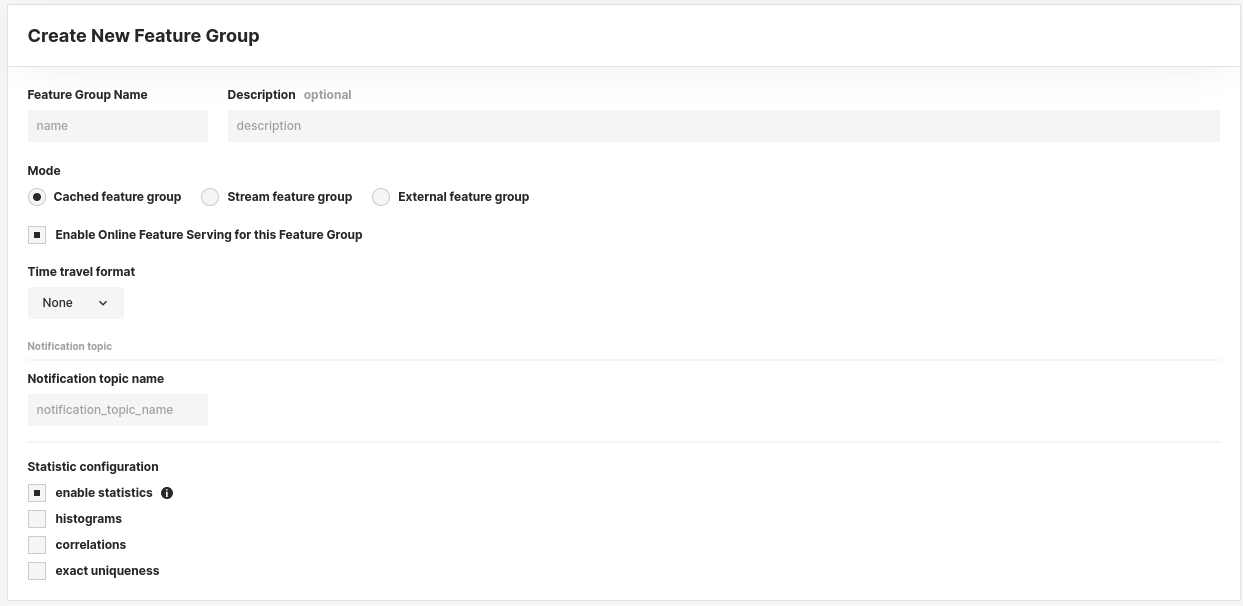 Create New Feature Group
Feature Group Name
Description optional
name
description
Mode
Cached feature group
Stream feature group
External feature group
Enable Online Feature Serving for this Feature Group
Time travel format
None
Notification topic
Notification topic name
notification_topic_name
Statistic configuration
enable statistics
histograms
correlations
exact uniqueness